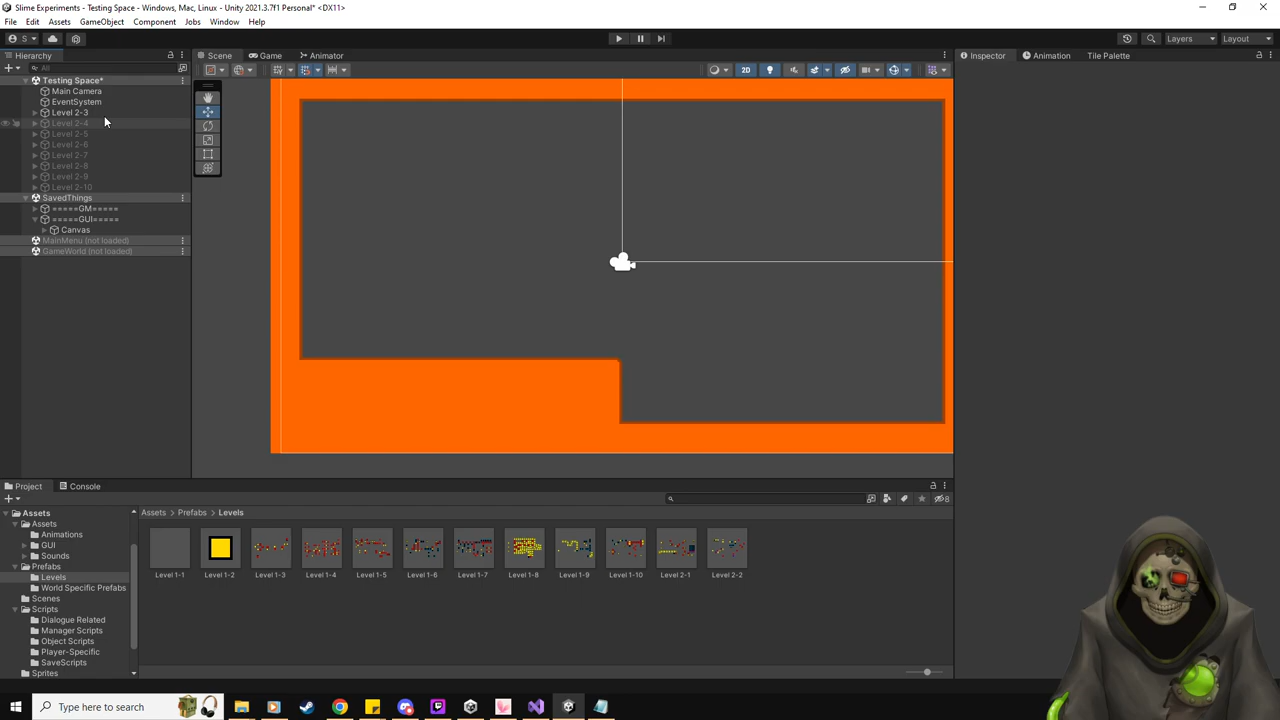 Slime Experiments - Testing Space - Windows, Mac, Linux - Unity 2021.3.7f1 Personal* <DX11>
File Edit Assets GameObject Component Jobs Window Help
S Layers Layout
Hierarchy Scene Game Animator Inspector Animation Tile Palette
All 2D
Testing Space*
Main Camera
EventSystem
Level 2-3
Level 2-4
Level 2-5
Level 2-6
Level 2-7
Level 2-8
Level 2-9
Level 2-10
SavedThings
=====GM=====
=====GUI=====
Canvas
MainMenu (not loaded)
GameWorld (not loaded)
Project Console
8
Assets
Assets
Animations
GUI
Sounds
Prefabs
Levels
World Specific Prefabs
Scenes
Scripts
Dialogue Related
Manager Scripts
Object Scripts
Player-Specific
SaveScripts
Sprites
Assets > Prefabs > Levels
Level 1-1 Level 1-2 Level 1-3 Level 1-4 Level 1-5 Level 1-6 Level 1-7 Level 1-8 Level 1-9 Level 1-10 Level 2-1 Level 2-2
Type here to search